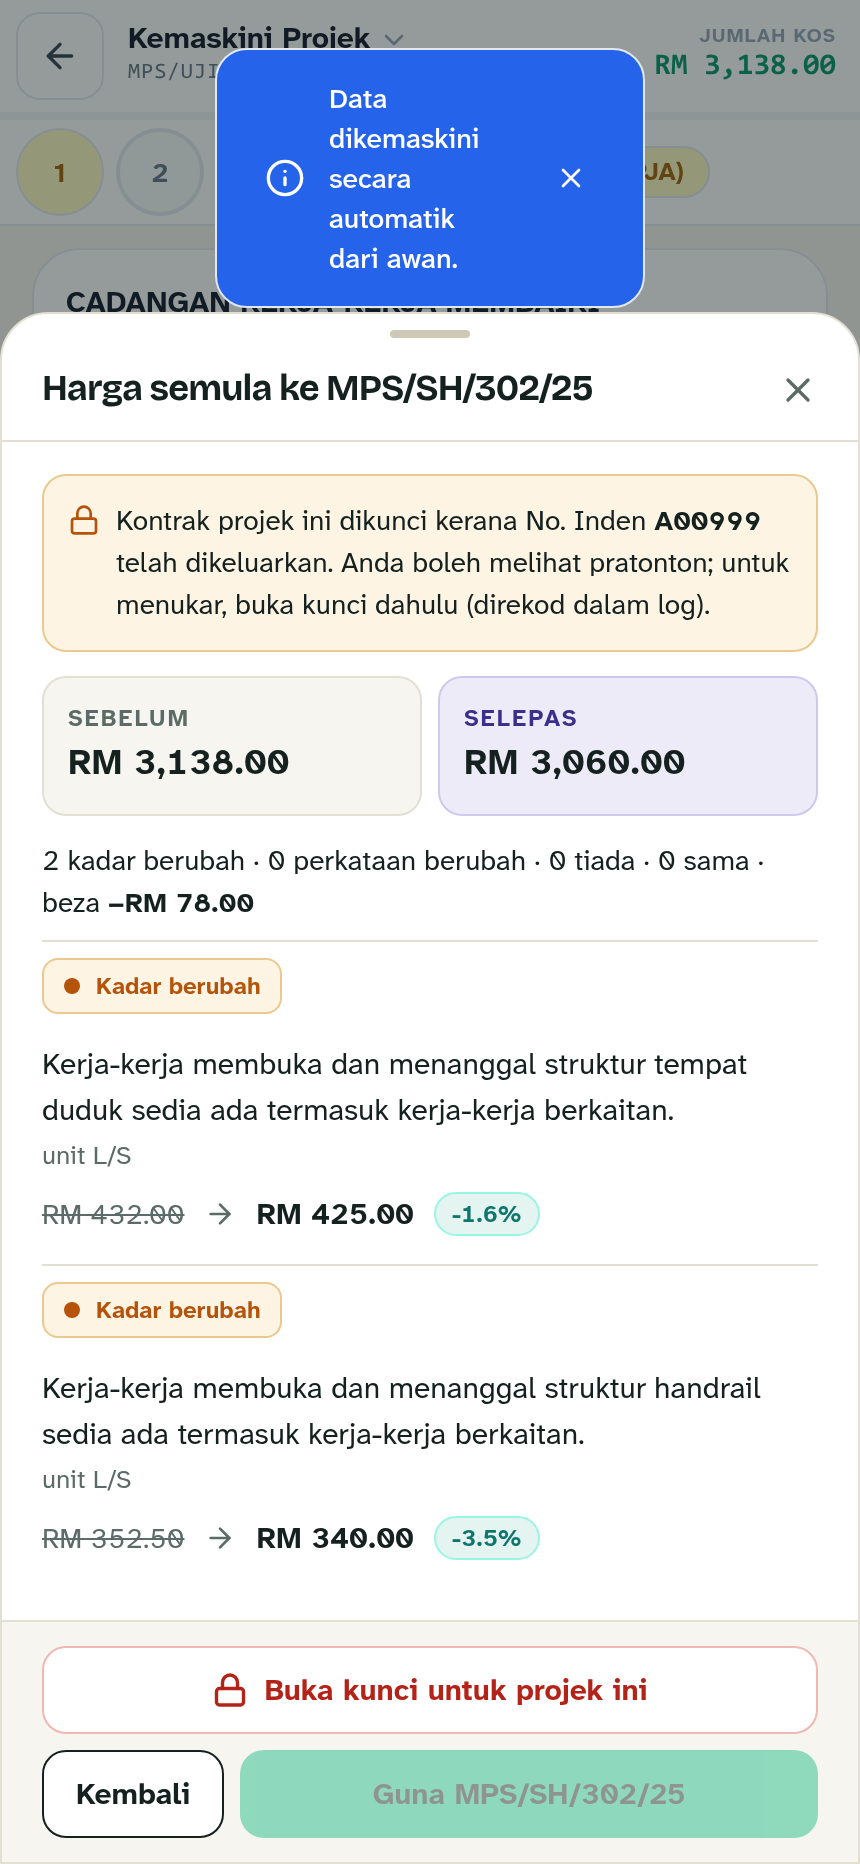 Kemaskini Projek
MPS/UJI
JUMLAH KOS
RM 3,138.00
Data
dikemaskini
secara
automatik
dari awan.
1
2
JA)
CADANGAN KERJA-KERJA MEMBAIKI
Harga semula ke MPS/SH/302/25
Kontrak projek ini dikunci kerana No. Inden A00999
telah dikeluarkan. Anda boleh melihat pratonton; untuk
menukar, buka kunci dahulu (direkod dalam log).
SEBELUM
RM 3,138.00
SELEPAS
RM 3,060.00
2 kadar berubah · 0 perkataan berubah · 0 tiada · 0 sama ·
beza −RM 78.00
Kadar berubah
Kerja-kerja membuka dan menanggal struktur tempat
duduk sedia ada termasuk kerja-kerja berkaitan.
unit L/S
RM 432.00 → RM 425.00 -1.6%
Kadar berubah
Kerja-kerja membuka dan menanggal struktur handrail
sedia ada termasuk kerja-kerja berkaitan.
unit L/S
RM 352.50 → RM 340.00 -3.5%
Buka kunci untuk projek ini
Kembali
Guna MPS/SH/302/25